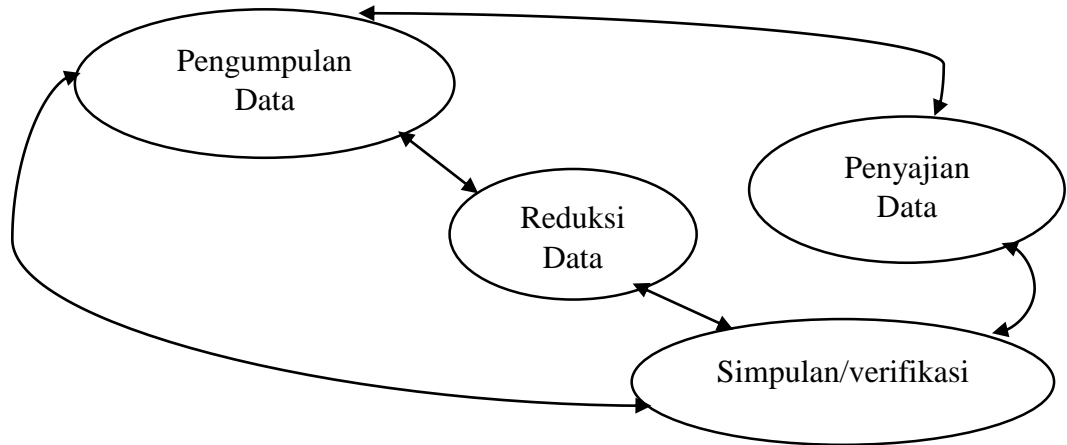 Pengumpulan
Data
Penyajian
Data
Reduksi
Data
Simpulan/verifikasi